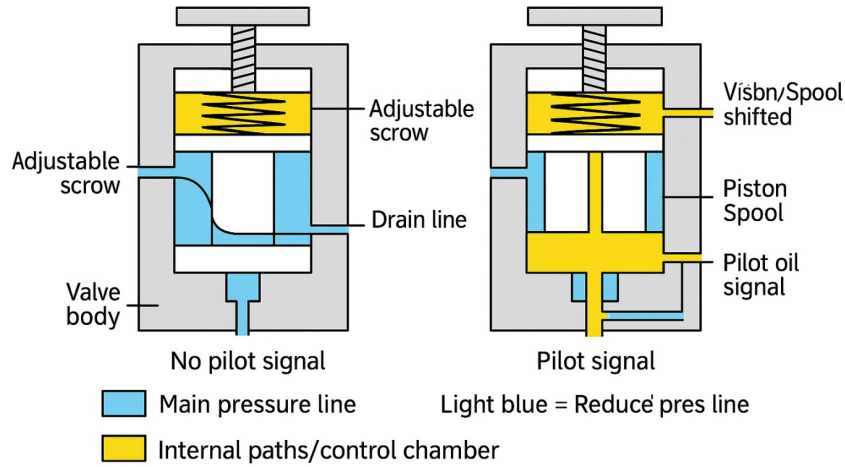 Adjustable
scrow
Adjustable
scrow
Drain line
Valve
body
No pilot signal
Vísbn/Spool
shifted
Piston
Spool
Pilot oil
signal
Pilot signal
Main pressure line
Light blue = Reduce' pres line
Internal paths/control chamber